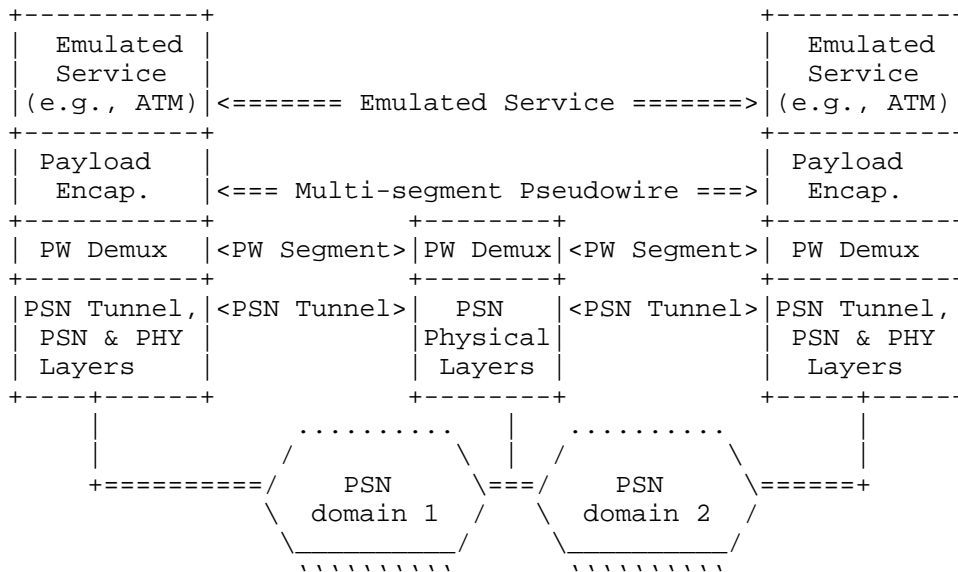 Emulated Emulated
Service Service
(e.g., ATM) <======= Emulated Service =======> (e.g., ATM)
Payload Payload
Encap. <=== Multi-segment Pseudowire ===> Encap.
PW Demux <PW Segment> PW Demux <PW Segment> PW Demux
PSN Tunnel, <PSN Tunnel> PSN <PSN Tunnel> PSN Tunnel,
PSN & PHY Physical PSN & PHY
Layers Layers Layers
PSN PSN
domain 1 domain 2